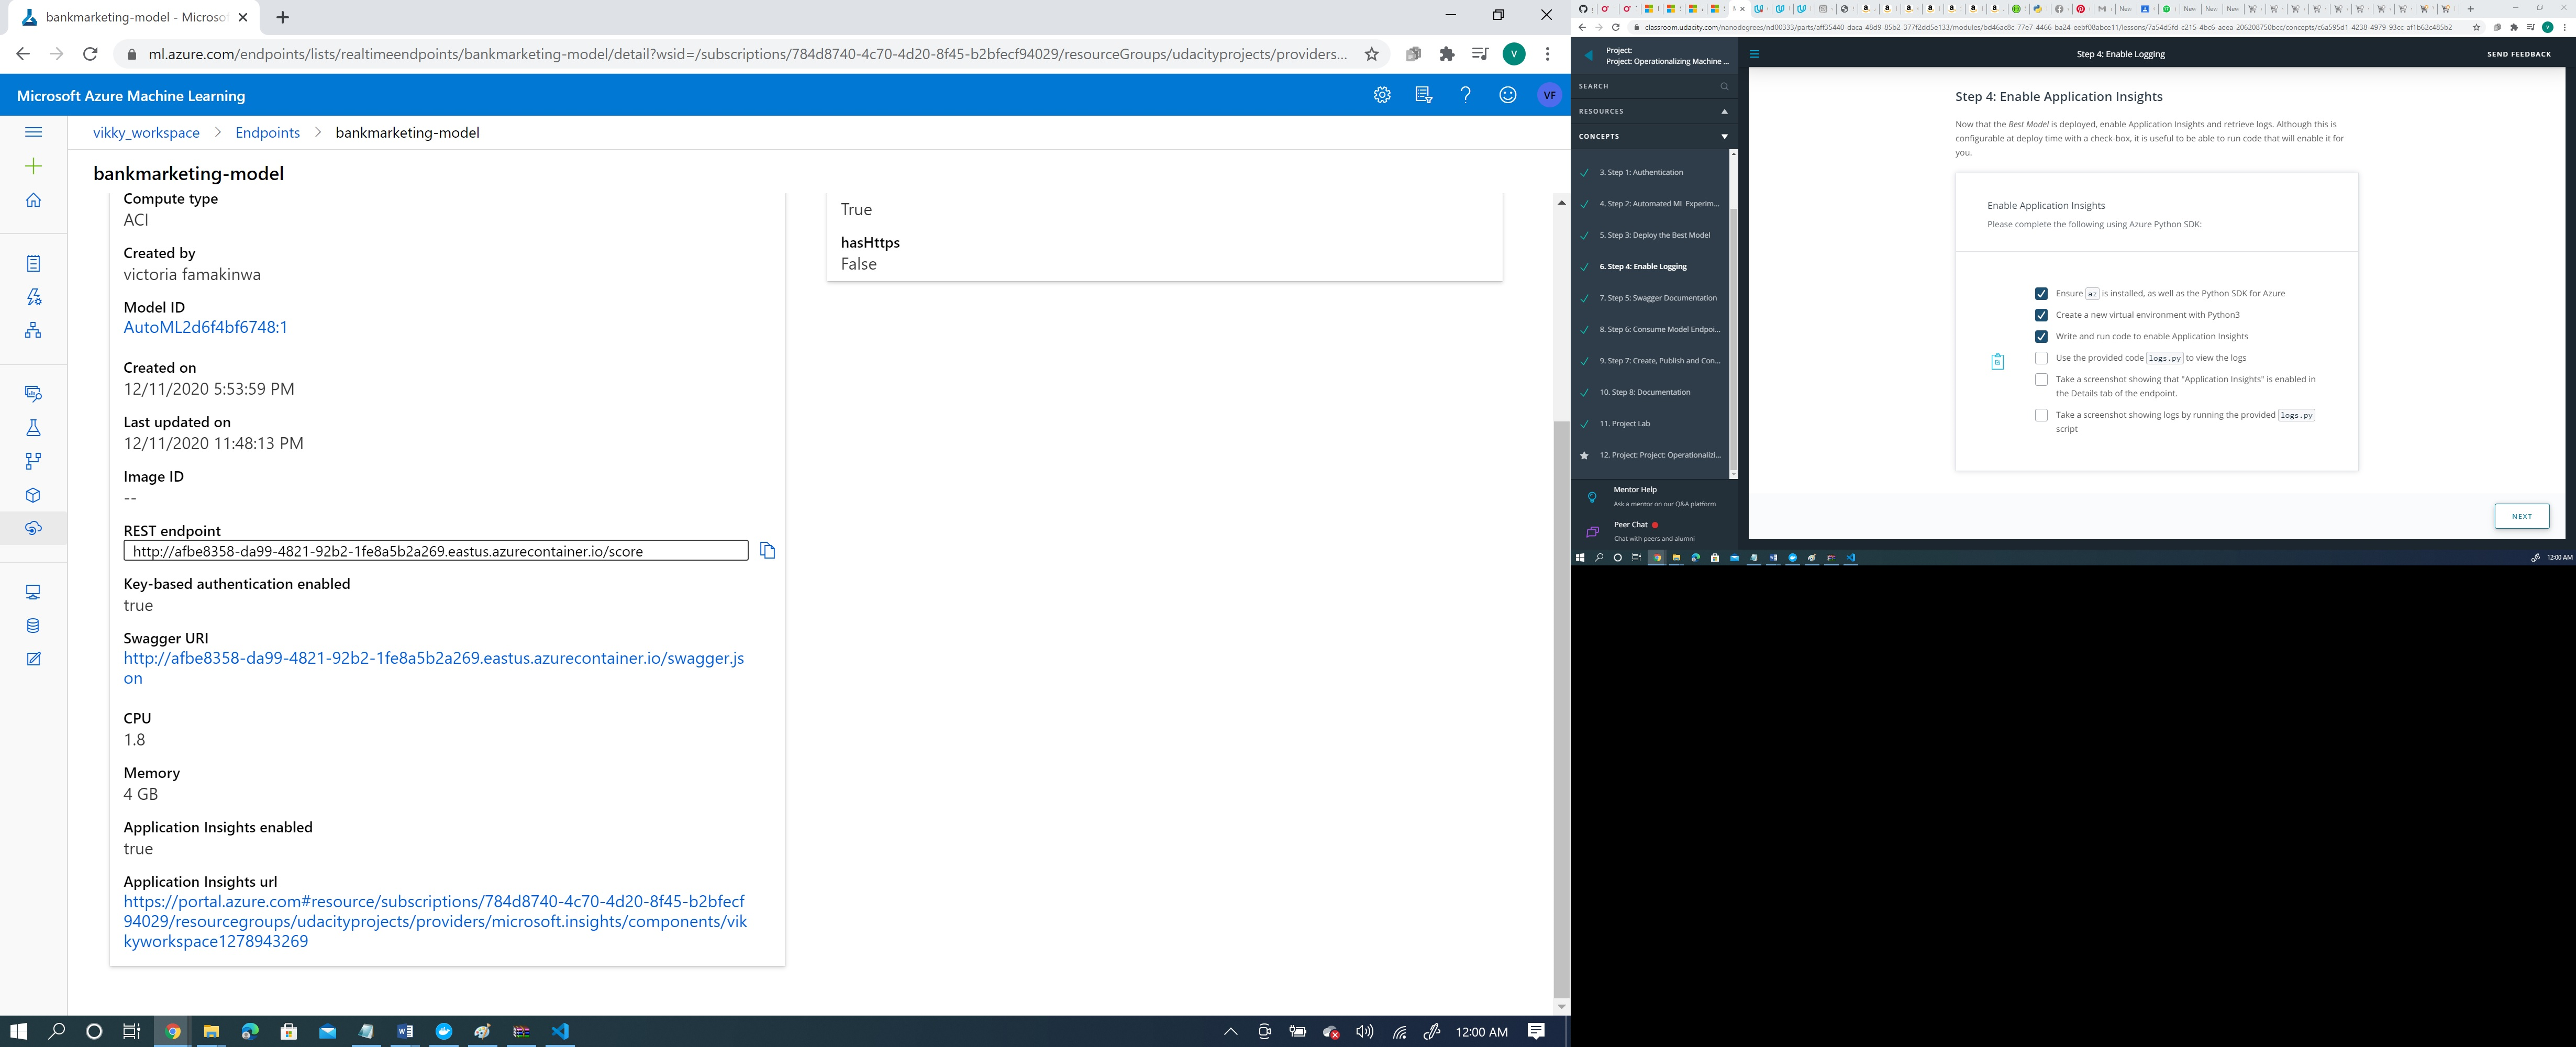 bankmarketing-model - Microsof
ml.azure.com/endpoints/lists/realtimeendpoints/bankmarketing-model/detail?wsid=/subscriptions/784d8740-4c70-4d20-8f45-b2bfecf94029/resourceGroups/udacityprojects/providers...
V
Microsoft Azure Machine Learning
VF
vikky_workspace > Endpoints > bankmarketing-model
bankmarketing-model
Compute type
ACI
Created by
victoria famakinwa
Model ID
AutoML2d6f4bf6748:1
Created on
12/11/2020 5:53:59 PM
Last updated on
12/11/2020 11:48:13 PM
Image ID
--
REST endpoint
http://afbe8358-da99-4821-92b2-1fe8a5b2a269.eastus.azurecontainer.io/score
Key-based authentication enabled
true
Swagger URI
http://afbe8358-da99-4821-92b2-1fe8a5b2a269.eastus.azurecontainer.io/swagger.js
on
CPU
1.8
Memory
4 GB
Application Insights enabled
true
Application Insights url
https://portal.azure.com#resource/subscriptions/784d8740-4c70-4d20-8f45-b2bfecf
94029/resourcegroups/udacityprojects/providers/microsoft.insights/components/vik
kyworkspace1278943269
True
hasHttps
False
12:00 AM
classroom.udacity.com/nanodegrees/nd00333/parts/aff35440-daca-48d9-85b2-377f2dd5e133/modules/bd46ac8c-77e7-4466-ba24-eebf08abce11/lessons/7a54d5fd-c215-4bc6-aeea-206208750bcc/concepts/c6a595d1-4238-4979-93cc-af1b62c485b2
Project:
Project: Operationalizing Machine ...
SEARCH
RESOURCES
CONCEPTS
3. Step 1: Authentication
4. Step 2: Automated ML Experim...
5. Step 3: Deploy the Best Model
6. Step 4: Enable Logging
7. Step 5: Swagger Documentation
8. Step 6: Consume Model Endpoi...
9. Step 7: Create, Publish and Con...
10. Step 8: Documentation
11. Project Lab
12. Project: Project: Operationalizi...
Mentor Help
Ask a mentor on our Q&A platform
Peer Chat
Chat with peers and alumni
Step 4: Enable Logging
SEND FEEDBACK
Step 4: Enable Application Insights
Now that the Best Model is deployed, enable Application Insights and retrieve logs. Although this is
configurable at deploy time with a check-box, it is useful to be able to run code that will enable it for
you.
Enable Application Insights
Please complete the following using Azure Python SDK:
Ensure az is installed, as well as the Python SDK for Azure
Create a new virtual environment with Python3
Write and run code to enable Application Insights
Use the provided code logs.py to view the logs
Take a screenshot showing that "Application Insights" is enabled in
the Details tab of the endpoint.
Take a screenshot showing logs by running the provided logs.py
script
NEXT
12:00 AM